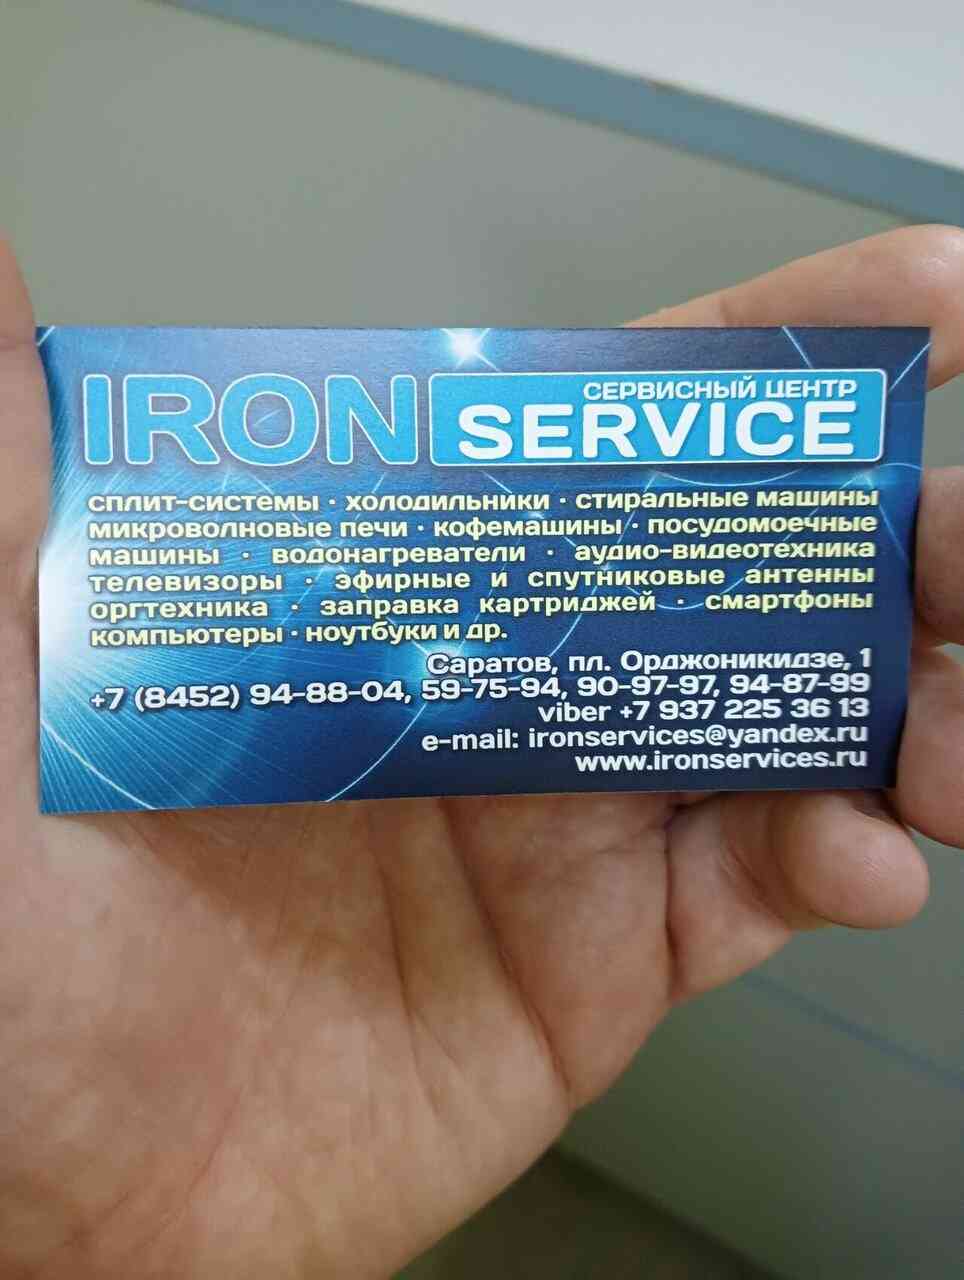 IRON
СЕРВИСНЫЙ ЦЕНТР
SERVICE
сплит-системы · холодильники · стиральные машины
микроволновые печи · кофемашины · посудомоечные
машины · водонагреватели · аудио-видеотехника
телевизоры · эфирные и спутниковые антенны
оргтехника · заправка картриджей · смартфоны
компьютеры · ноутбуки и др.
Саратов, пл. Орджоникидзе, 1
+7 (8452) 94-88-04, 59-75-94, 90-97-97, 94-87-99
viber +7 937 225 36 13
e-mail: ironservices@yandex.ru
www.ironservices.ru